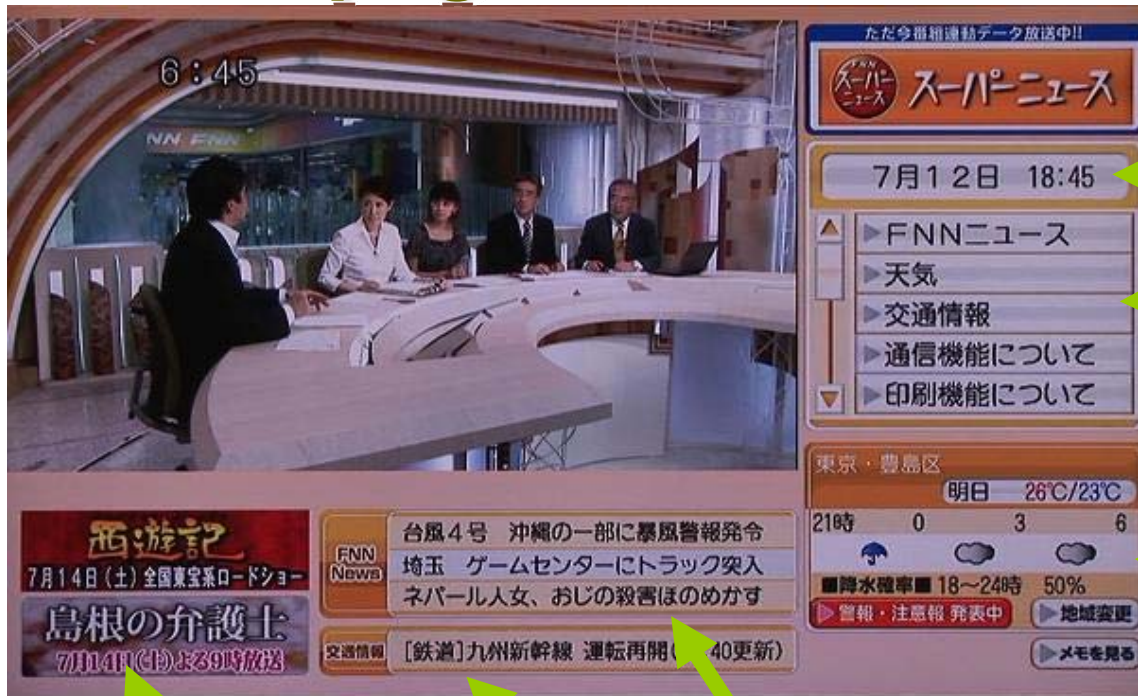 6:45
NN FNN
ただ今番組連動データ放送中!!
FNN
スーパーニュース
スーパーニュース
7月12日 18:45
▶FNNニュース
▶天気
▶交通情報
▶通信機能について
▶印刷機能について
東京・豊島区
明日 26℃/23℃
21時 0 3 6
■降水確率■ 18〜24時 50%
▶警報・注意報 発表中
▶地域変更
▶メモを見る
西遊記
7月14日(土)全国東宝系ロードショー
島根の弁護士
7月14日(土)よる9時放送
FNN
News
台風4号 沖縄の一部に暴風警報発令
埼玉 ゲームセンターにトラック突入
ネパール人女、おじの殺害ほのめかす
交通情報
[鉄道]九州新幹線 運転再開( 40更新)